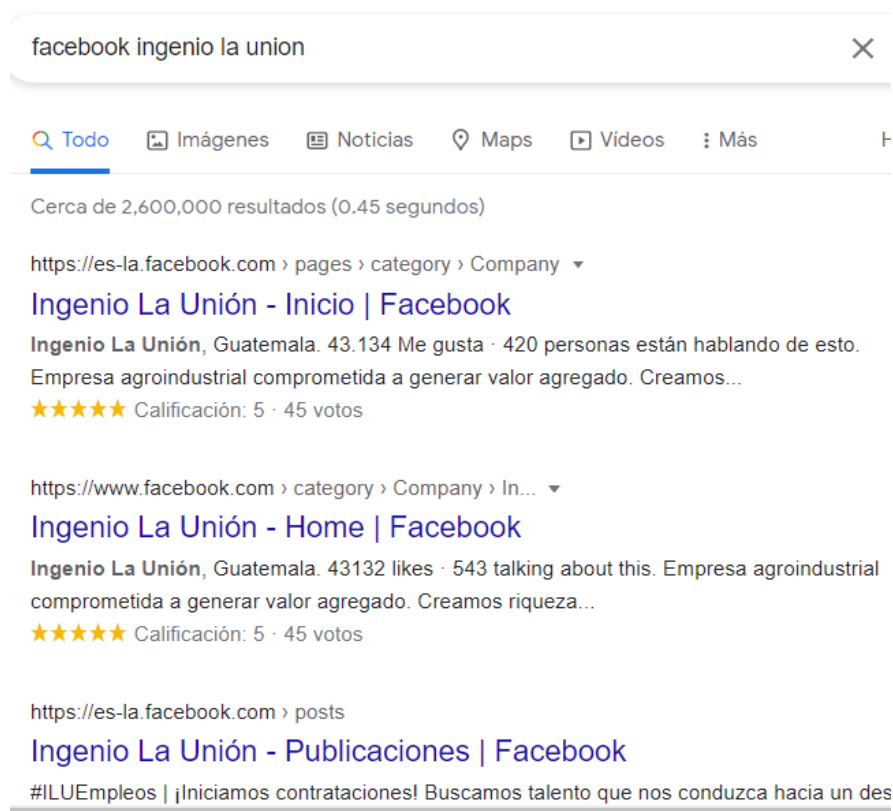 facebook ingenio la union
Todo Imágenes Noticias Maps Vídeos Más H
Cerca de 2,600,000 resultados (0.45 segundos)
https://es-la.facebook.com › pages › category › Company
Ingenio La Unión - Inicio | Facebook
Ingenio La Unión, Guatemala. 43.134 Me gusta · 420 personas están hablando de esto.
Empresa agroindustrial comprometida a generar valor agregado. Creamos...
Calificación: 5 · 45 votos
https://www.facebook.com › category › Company › In...
Ingenio La Unión - Home | Facebook
Ingenio La Unión, Guatemala. 43132 likes · 543 talking about this. Empresa agroindustrial
comprometida a generar valor agregado. Creamos riqueza...
Calificación: 5 · 45 votos
https://es-la.facebook.com › posts
Ingenio La Unión - Publicaciones | Facebook
#ILUEmpleos | ¡Iniciamos contrataciones! Buscamos talento que nos conduzca hacia un des